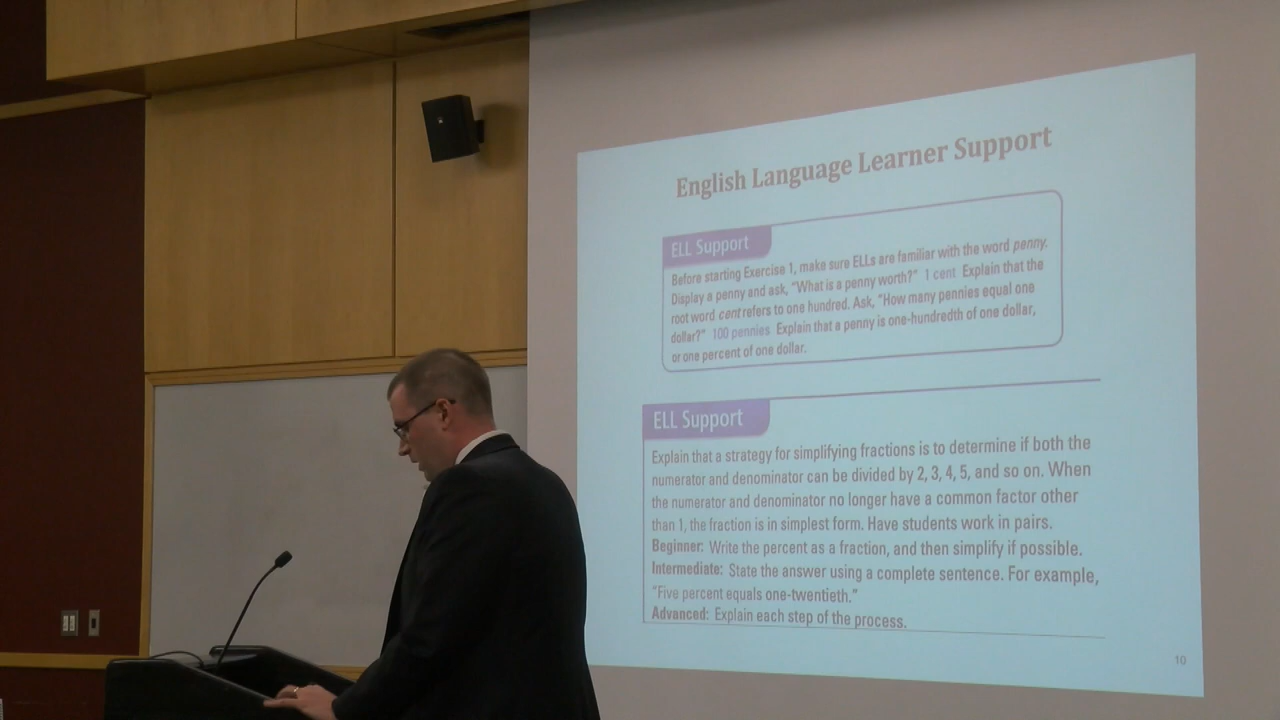 English Language Learner Support
ELL Support
Before starting Exercise 1, make sure ELLs are familiar with the word penny.
Display a penny and ask, "What is a penny worth?" 1 cent Explain that the
root word cent refers to one hundred. Ask, "How many pennies equal one
dollar?" 100 pennies Explain that a penny is one-hundredth of one dollar,
or one percent of one dollar.
ELL Support
Explain that a strategy for simplifying fractions is to determine if both the
numerator and denominator can be divided by 2, 3, 4, 5, and so on. When
the numerator and denominator no longer have a common factor other
than 1, the fraction is in simplest form. Have students work in pairs.
Beginner: Write the percent as a fraction, and then simplify if possible.
Intermediate: State the answer using a complete sentence. For example,
"Five percent equals one-twentieth."
Advanced: Explain each step of the process.
10